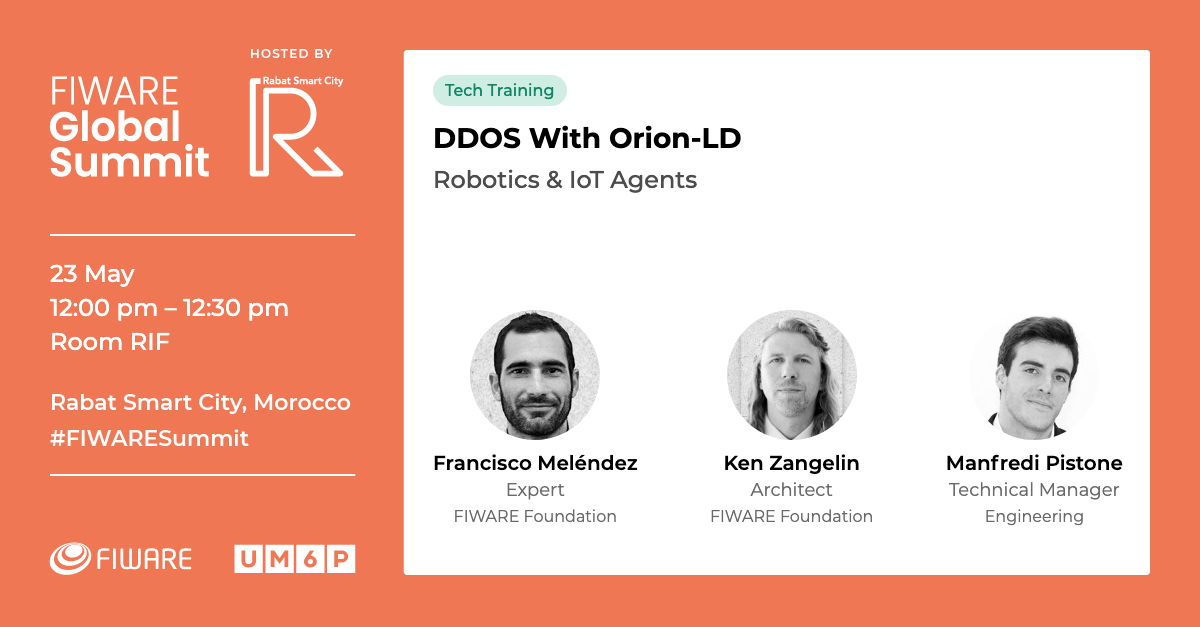 HOSTED BY
FIWARE
Global
Summit
Rabat Smart City
R
23 May
12:00 pm – 12:30 pm
Room RIF
Rabat Smart City, Morocco
#FIWARESummit
FIWARE
UM6P
Tech Training
DDOS With Orion-LD
Robotics & IoT Agents
Francisco Meléndez
Expert
FIWARE Foundation
Ken Zangelin
Architect
FIWARE Foundation
Manfredi Pistone
Technical Manager
Engineering